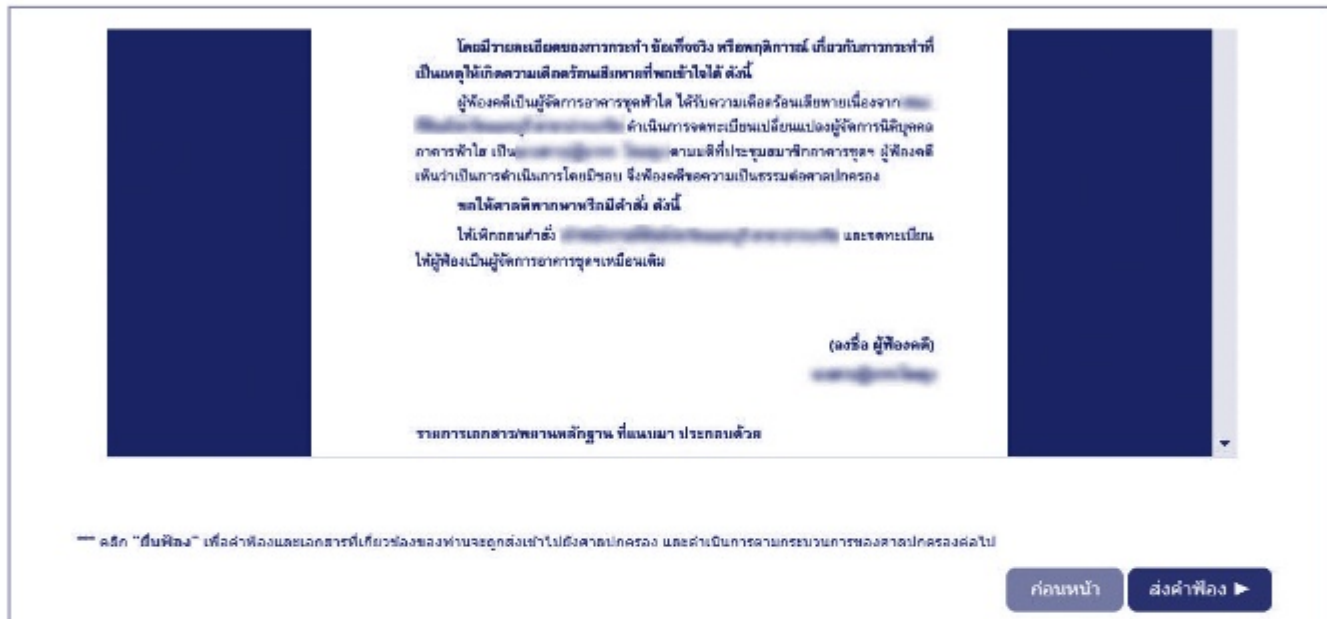 โดยมีรายละเอียดของการกระทำ ข้อเท็จจริง หรือพฤติการณ์ เกี่ยวกับการกระทำที่
เป็นเหตุให้เกิดความเดือดร้อนเสียหายที่พอเข้าใจได้ ดังนี้
ผู้ฟ้องคดีเป็นผู้จัดการอาคารชุดฟ้าใส ได้รับความเดือดร้อนเสียหายเนื่องจาก
ดำเนินการจดทะเบียนเปลี่ยนแปลงผู้จัดการนิติบุคคล
อาคารฟ้าใส เป็น ตามมติที่ประชุมสมาชิกอาคารชุดฯ ผู้ฟ้องคดี
เห็นว่าเป็นการดำเนินการโดยมิชอบ จึงฟ้องคดีขอความเป็นธรรมต่อศาลปกครอง
ขอให้ศาลพิพากษาหรือมีคำสั่ง ดังนี้
ให้เพิกถอนคำสั่ง และจดทะเบียน
ให้ผู้ฟ้องเป็นผู้จัดการอาคารชุดฯเหมือนเดิม
(ลงชื่อ ผู้ฟ้องคดี)
รายการเอกสาร/พยานหลักฐาน ที่แนบมา ประกอบด้วย
*** คลิก "ยื่นฟ้อง" เพื่อคำฟ้องและเอกสารที่เกี่ยวข้องของท่านจะถูกส่งเข้าไปยังศาลปกครอง และดำเนินการตามกระบวนการของศาลปกครองต่อไป
ก่อนหน้า
ส่งคำฟ้อง ►